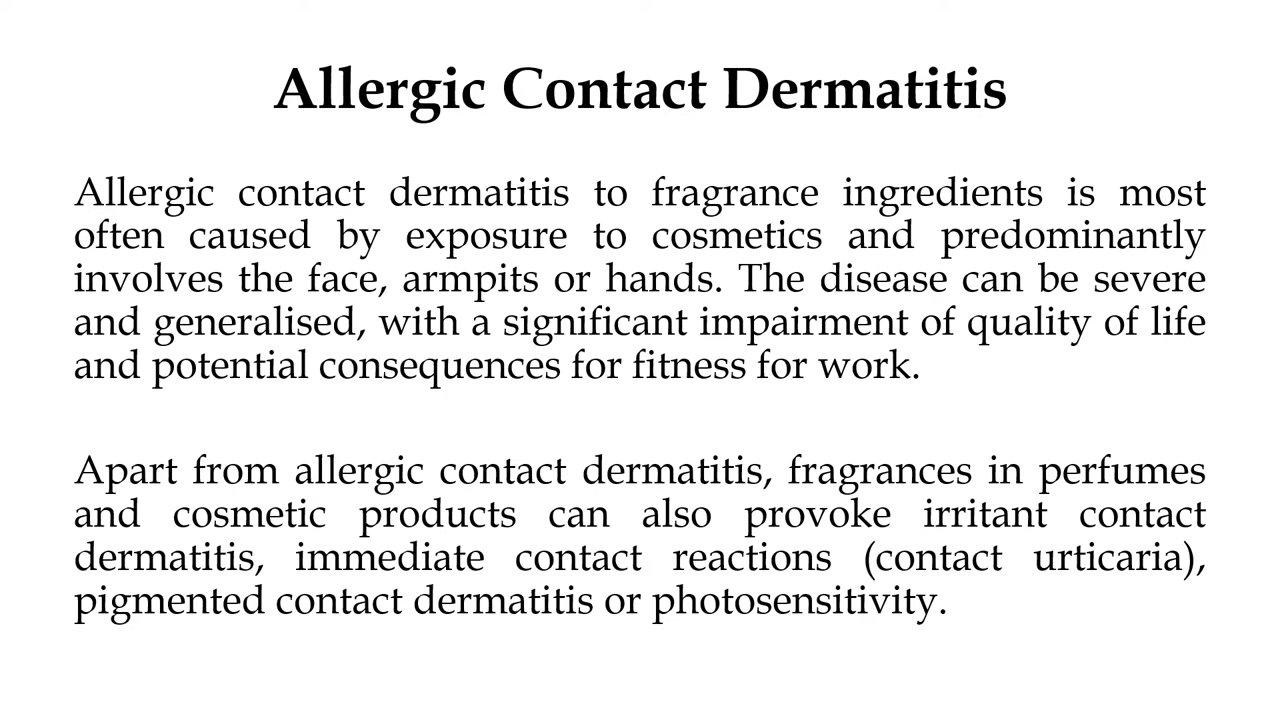 Allergic Contact Dermatitis
Allergic contact dermatitis to fragrance ingredients is most
often caused by exposure to cosmetics and predominantly
involves the face, armpits or hands. The disease can be severe
and generalised, with a significant impairment of quality of life
and potential consequences for fitness for work.
Apart from allergic contact dermatitis, fragrances in perfumes
and cosmetic products can also provoke irritant contact
dermatitis, immediate contact reactions (contact urticaria),
pigmented contact dermatitis or photosensitivity.